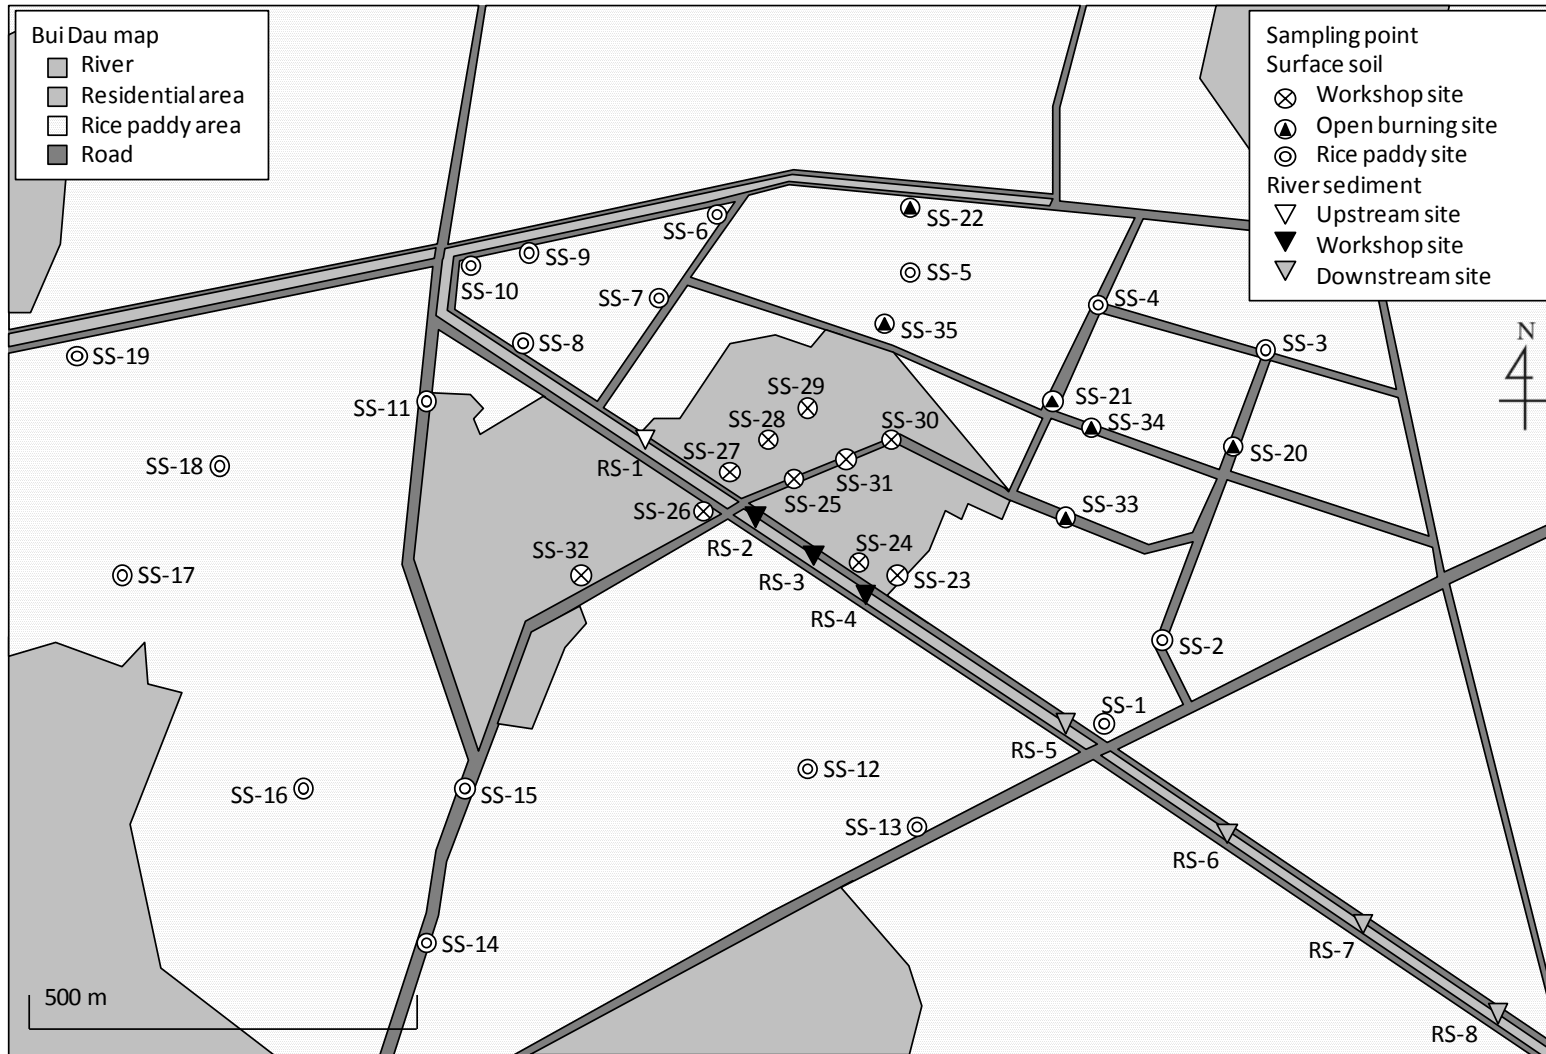 Bui Dau map
River
Residential area
Rice paddy area
Road
Sampling point
Surface soil
Workshop site
Open burning site
Rice paddy site
River sediment
Upstream site
Workshop site
Downstream site
N
SS-6
SS-22
SS-9
SS-5
SS-10
SS-7
SS-4
SS-35
SS-8
SS-3
SS-19
SS-29
SS-21
SS-11
SS-28
SS-30
SS-34
SS-27
SS-20
SS-18
RS-1
SS-31
SS-25
SS-33
SS-26
RS-2
SS-24
SS-32
SS-17
RS-3
SS-23
RS-4
SS-2
SS-1
RS-5
SS-12
SS-16
SS-15
SS-13
RS-6
SS-14
RS-7
500 m
RS-8